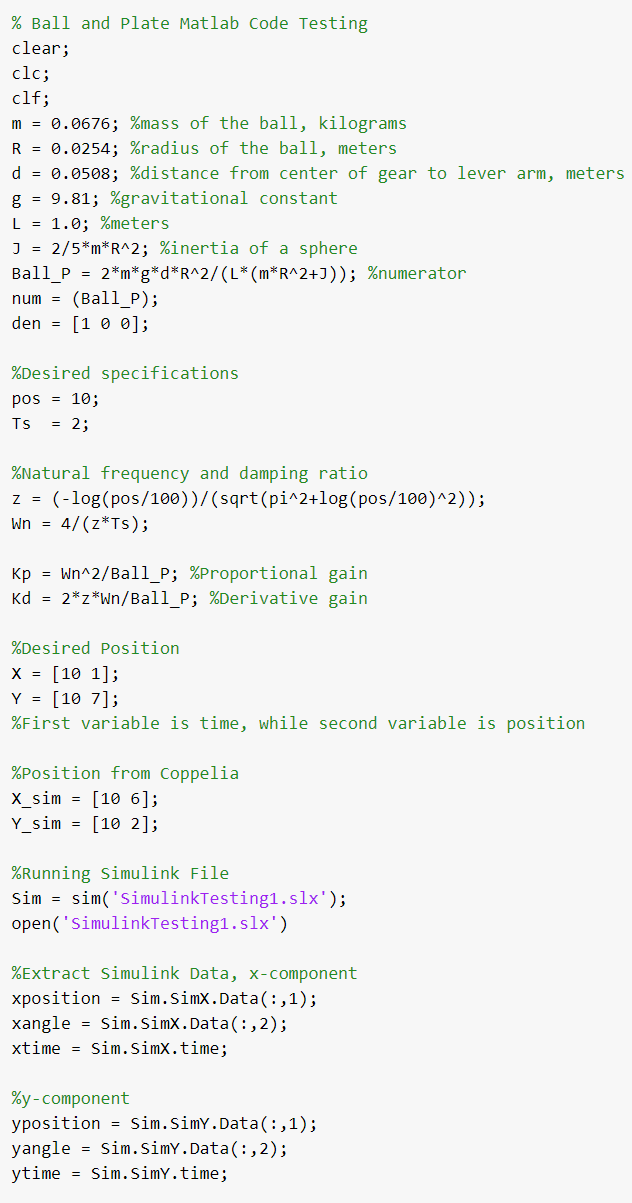 % Ball and Plate Matlab Code Testing
clear;
clc;
clf;
m = 0.0676; %mass of the ball, kilograms
R = 0.0254; %radius of the ball, meters
d = 0.0508; %distance from center of gear to lever arm, meters
g = 9.81; %gravitational constant
L = 1.0; %meters
J = 2/5*m*R^2; %inertia of a sphere
Ball_P = 2*m*g*d*R^2/(L*(m*R^2+J)); %numerator
num = (Ball_P);
den = [1 0 0];
%Desired specifications
pos = 10;
Ts  = 2;
%Natural frequency and damping ratio
z = (-log(pos/100))/(sqrt(pi^2+log(pos/100)^2));
Wn = 4/(z*Ts);
Kp = Wn^2/Ball_P; %Proportional gain
Kd = 2*z*Wn/Ball_P; %Derivative gain
%Desired Position
X = [10 1];
Y = [10 7];
%First variable is time, while second variable is position
%Position from Coppelia
X_sim = [10 6];
Y_sim = [10 2];
%Running Simulink File
Sim = sim('SimulinkTesting1.slx');
open('SimulinkTesting1.slx')
%Extract Simulink Data, x-component
xposition = Sim.SimX.Data(:,1);
xangle = Sim.SimX.Data(:,2);
xtime = Sim.SimX.time;
%y-component
yposition = Sim.SimY.Data(:,1);
yangle = Sim.SimY.Data(:,2);
ytime = Sim.SimY.time;